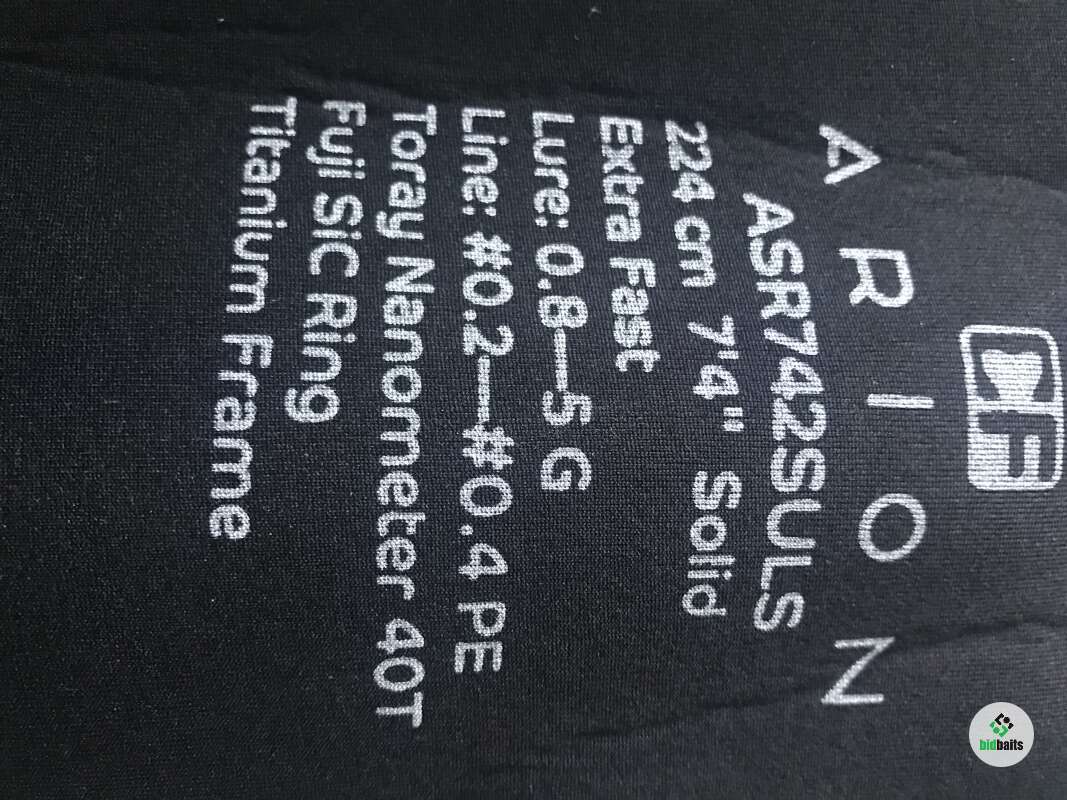 CF
ARION
ASR742SULS
224 cm 7'4" Solid
Extra Fast
Lure: 0.8—5 G
Line: #0.2—#0.4 PE
Toray Nanometer 40T
Fuji SiC Ring
Titanium Frame
bidbaits